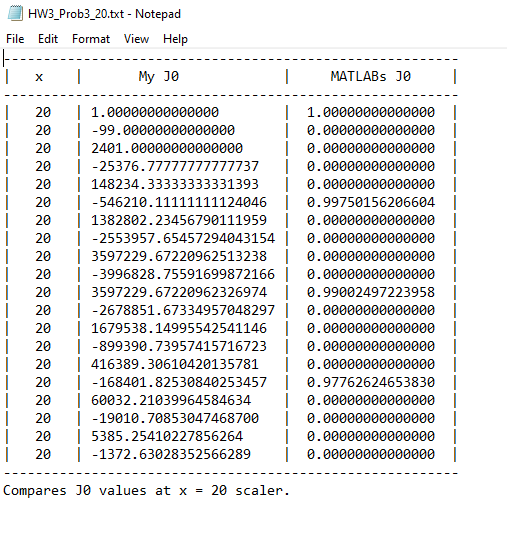 HW3_Prob3_20.txt - Notepad
File Edit Format View Help
--------------------------------------------------------
| x | My J0 | MATLABs J0 |
--------------------------------------------------------
| 20 | 1.00000000000000 | 1.00000000000000 |
| 20 | -99.00000000000000 | 0.00000000000000 |
| 20 | 2401.00000000000000 | 0.00000000000000 |
| 20 | -25376.77777777777737 | 0.00000000000000 |
| 20 | 148234.33333333331393 | 0.00000000000000 |
| 20 | -546210.11111111124046 | 0.99750156206604 |
| 20 | 1382802.23456790111959 | 0.00000000000000 |
| 20 | -2553957.65457294043154 | 0.00000000000000 |
| 20 | 3597229.67220962513238 | 0.00000000000000 |
| 20 | -3996828.75591699872166 | 0.00000000000000 |
| 20 | 3597229.67220962326974 | 0.99002497223958 |
| 20 | -2678851.67334957048297 | 0.00000000000000 |
| 20 | 1679538.14995542541146 | 0.00000000000000 |
| 20 | -899390.73957415716723 | 0.00000000000000 |
| 20 | 416389.30610420135781 | 0.00000000000000 |
| 20 | -168401.82530840253457 | 0.97762624653830 |
| 20 | 60032.21039964584634 | 0.00000000000000 |
| 20 | -19010.70853047468700 | 0.00000000000000 |
| 20 | 5385.25410227856264 | 0.00000000000000 |
| 20 | -1372.63028352566289 | 0.00000000000000 |
--------------------------------------------------------
Compares J0 values at x = 20 scaler.